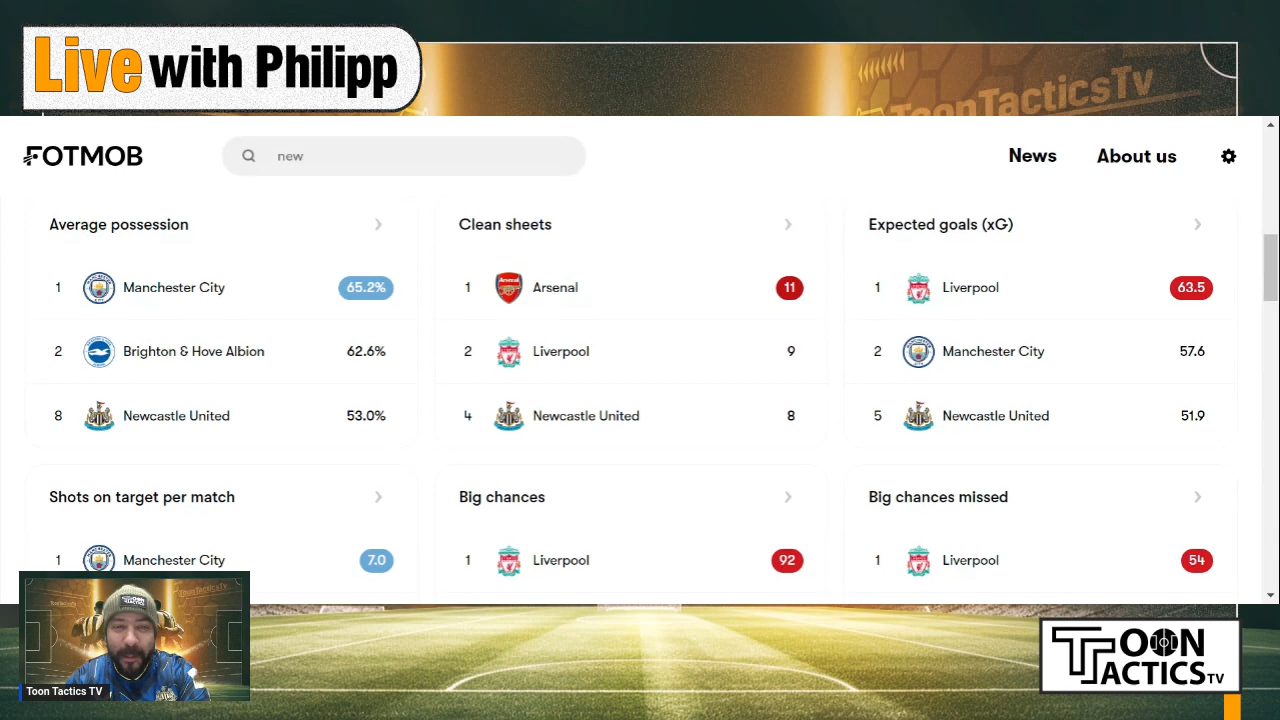 Live with Philipp
ToonTacticsTv
FOTMOB
new
News
About us
Average possession
1 Manchester City 65.2%
2 Brighton & Hove Albion 62.6%
8 Newcastle United 53.0%
Clean sheets
1 Arsenal 11
2 Liverpool 9
4 Newcastle United 8
Expected goals (xG)
1 Liverpool 63.5
2 Manchester City 57.6
5 Newcastle United 51.9
Shots on target per match
1 Manchester City 7.0
Big chances
1 Liverpool 92
Big chances missed
1 Liverpool 54
ToonTacticsTv
Toon Tactics TV
TOON
TACTICS TV